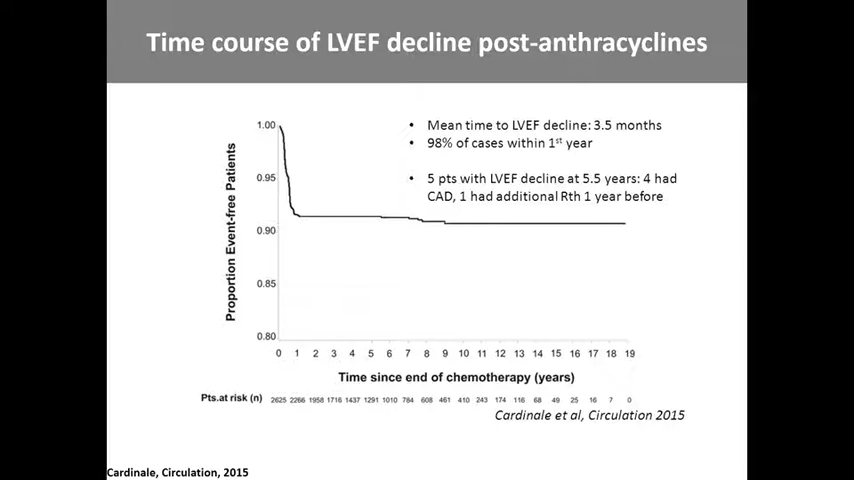 Time course of LVEF decline post-anthracyclines
• Mean time to LVEF decline: 3.5 months
• 98% of cases within 1st year
• 5 pts with LVEF decline at 5.5 years: 4 had
CAD, 1 had additional Rth 1 year before
Proportion Event-free Patients
1.00
0.95
0.90
0.85
0.80
0 1 2 3 4 5 6 7 8 9 10 11 12 13 14 15 16 17 18 19
Time since end of chemotherapy (years)
Pts.at risk (n) 2625 2266 1958 1716 1437 1291 1010 784 608 461 410 243 174 116 68 49 25 16 7 0
Cardinale et al, Circulation 2015
Cardinale, Circulation, 2015